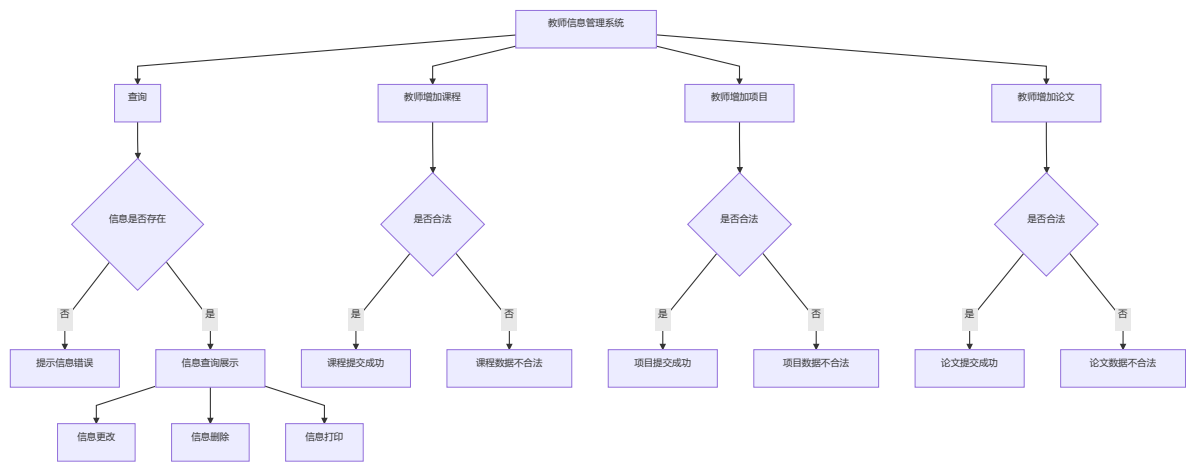 教师信息管理系统
查询
教师增加课程
教师增加项目
教师增加论文
信息是否存在
是否合法
是否合法
是否合法
否
是
是
否
是
否
是
否
提示信息错误
信息查询展示
课程提交成功
课程数据不合法
项目提交成功
项目数据不合法
论文提交成功
论文数据不合法
信息更改
信息删除
信息打印